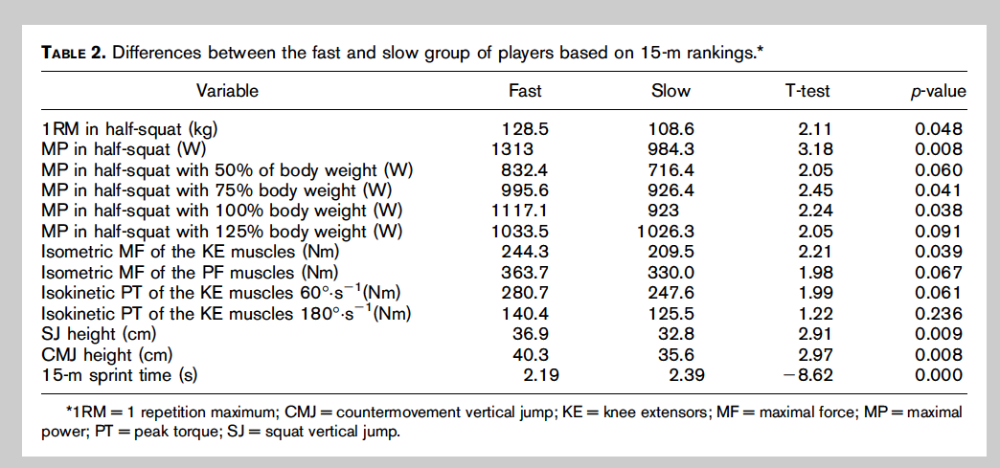 TABLE 2. Differences between the fast and slow group of players based on 15-m rankings.*
Variable Fast Slow T-test p-value
1RM in half-squat (kg) 128.5 108.6 2.11 0.048
MP in half-squat (W) 1313 984.3 3.18 0.008
MP in half-squat with 50% of body weight (W) 832.4 716.4 2.05 0.060
MP in half-squat with 75% body weight (W) 995.6 926.4 2.45 0.041
MP in half-squat with 100% body weight (W) 1117.1 923 2.24 0.038
MP in half-squat with 125% body weight (W) 1033.5 1026.3 2.05 0.091
Isometric MF of the KE muscles (Nm) 244.3 209.5 2.21 0.039
Isometric MF of the PF muscles (Nm) 363.7 330.0 1.98 0.067
Isokinetic PT of the KE muscles 60°·s⁻¹(Nm) 280.7 247.6 1.99 0.061
Isokinetic PT of the KE muscles 180°·s⁻¹(Nm) 140.4 125.5 1.22 0.236
SJ height (cm) 36.9 32.8 2.91 0.009
CMJ height (cm) 40.3 35.6 2.97 0.008
15-m sprint time (s) 2.19 2.39 −8.62 0.000
*1RM = 1 repetition maximum; CMJ = countermovement vertical jump; KE = knee extensors; MF = maximal force; MP = maximal
power; PT = peak torque; SJ = squat vertical jump.